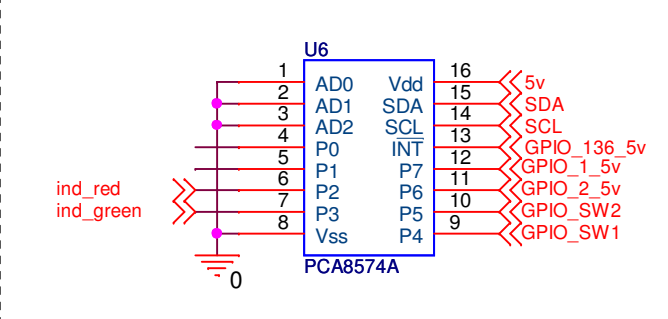 U6
1 AD0 Vdd 16 5v
2 AD1 SDA 15 SDA
3 AD2 SCL 14 SCL
4 P0 INT 13 GPIO_136_5v
5 P1 P7 12 GPIO_1_5v
ind_red 6 P2 P6 11 GPIO_2_5v
ind_green 7 P3 P5 10 GPIO_SW2
8 Vss P4 9 GPIO_SW1
PCA8574A
0